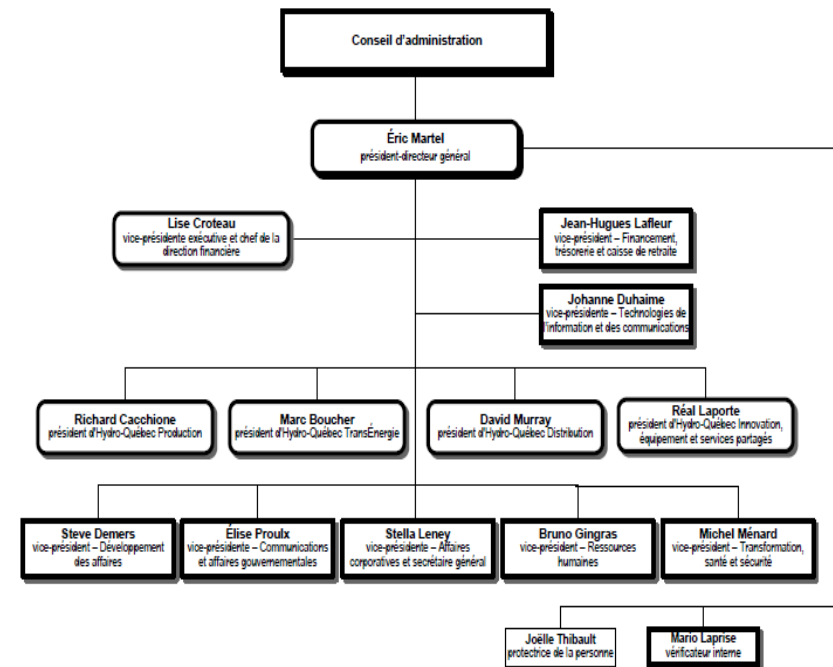 Conseil d'administration
Éric Martel
président-directeur général
Lise Croteau
vice-présidente exécutive et chef de la
direction financière
Jean-Hugues Lafleur
vice-président – Financement,
trésorerie et caisse de retraite
Johanne Duhaime
vice-présidente – Technologies de
l'information et des communications
Richard Cacchione
président d'Hydro-Québec Production
Marc Boucher
président d'Hydro-Québec TransÉnergie
David Murray
président d'Hydro-Québec Distribution
Réal Laporte
président d'Hydro-Québec Innovation,
équipement et services partagés
Steve Demers
vice-président – Développement
des affaires
Élise Proulx
vice-présidente – Communications
et affaires gouvernementales
Stella Leney
vice-présidente – Affaires
corporatives et secrétaire général
Bruno Gingras
vice-président – Ressources
humaines
Michel Ménard
vice-président – Transformation,
santé et sécurité
Joëlle Thibault
protectrice de la personne
Mario Laprise
vérificateur interne